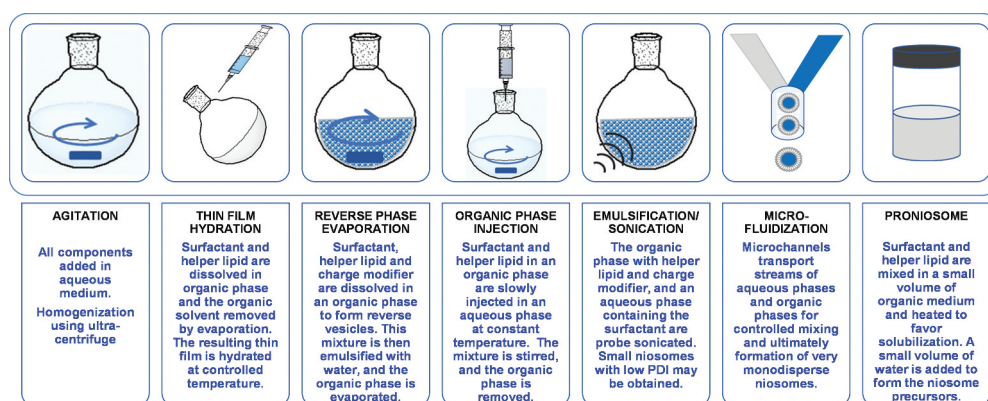 AGITATION
All components
added in
aqueous
medium.
Homogenization
using ultra-
centrifuge
THIN FILM
HYDRATION
Surfactant and
helper lipid are
dissolved in
organic phase
and the organic
solvent removed
by evaporation.
The resulting thin
film is hydrated
at controlled
temperature.
REVERSE PHASE
EVAPORATION
Surfactant,
helper lipid and
charge modifier
are dissolved in
an organic phase
to form reverse
vesicles. This
mixture is then
emulsified with
water, and the
organic phase is
evaporated.
ORGANIC PHASE
INJECTION
Surfactant and
helper lipid in an
organic phase
are slowly
injected in an
aqueous phase
at constant
temperature. The
mixture is stirred,
and the organic
phase is
removed.
EMULSIFICATION/
SONICATION
The organic
phase with helper
lipid and charge
modifier, and an
aqueous phase
containing the
surfactant are
probe sonicated.
Small niosomes
with low PDI may
be obtained.
MICRO-
FLUIDIZATION
Microchannels
transport
streams of
aqueous phases
and organic
phases for
controlled mixing
and ultimately
formation of very
monodisperse
niosomes.
PRONIOSOME
Surfactant and
helper lipid are
mixed in a small
volume of
organic medium
and heated to
favor
solubilization. A
small volume of
water is added to
form the niosome
precursors.